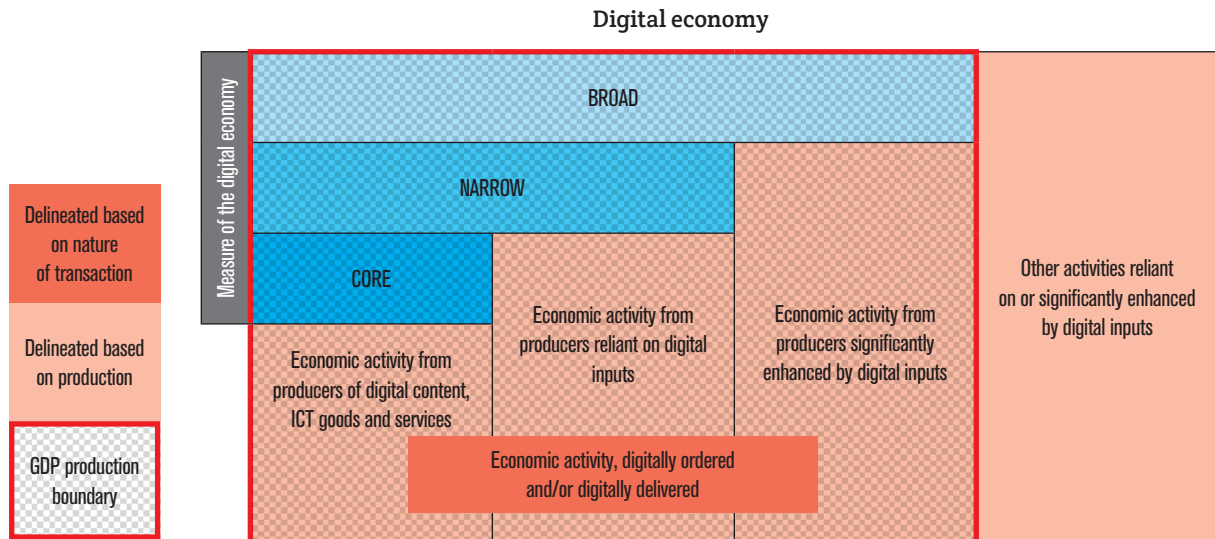 Digital economy
Measure of the digital economy
BROAD
NARROW
CORE
Delineated based
on nature
of transaction
Delineated based
on production
GDP production
boundary
Economic activity from
producers of digital content,
ICT goods and services
Economic activity from
producers reliant on digital
inputs
Economic activity from
producers significantly
enhanced by digital inputs
Other activities reliant
on or significantly enhanced
by digital inputs
Economic activity, digitally ordered
and/or digitally delivered